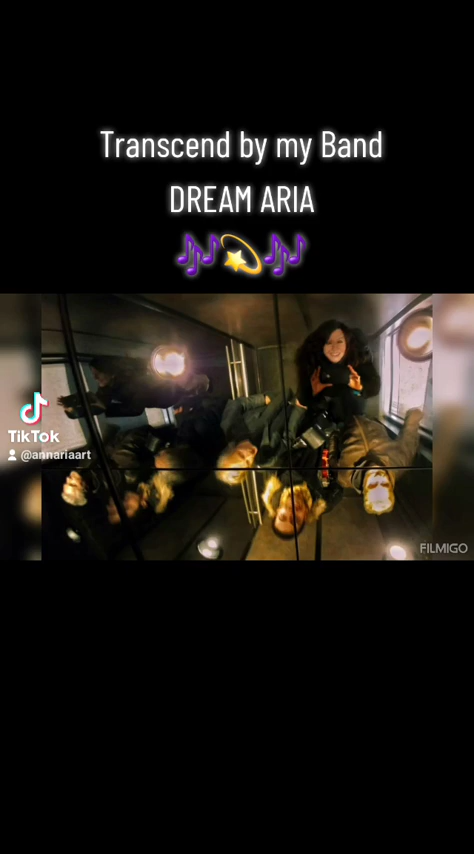 Transcend by my Band
DREAM ARIA
🎶💫🎶
TikTok
@annariaart
FILMIGO